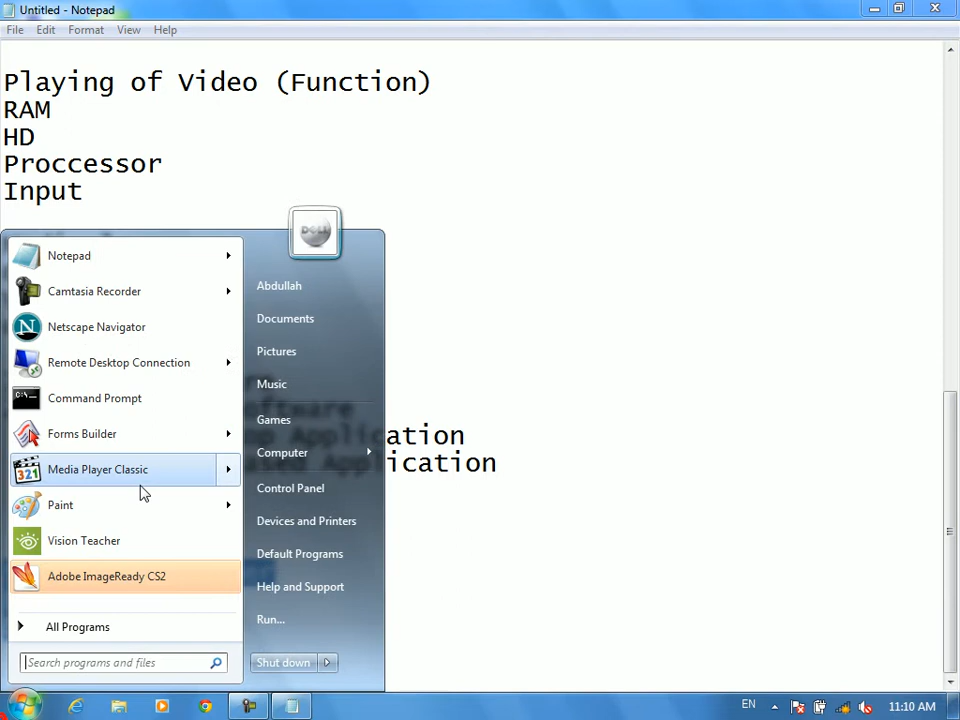 Untitled - Notepad
File Edit Format View Help
Playing of Video (Function)
RAM
HD
Proccessor
Input
DELL
Notepad
Camtasia Recorder
Netscape Navigator
Remote Desktop Connection
Command Prompt
Forms Builder
Media Player Classic
Paint
Vision Teacher
Adobe ImageReady CS2
All Programs
Search programs and files
Abdullah
Documents
Pictures
Music
Games
Computer
Control Panel
Devices and Printers
Default Programs
Help and Support
Run...
Shut down
Application
Application
EN
11:10 AM